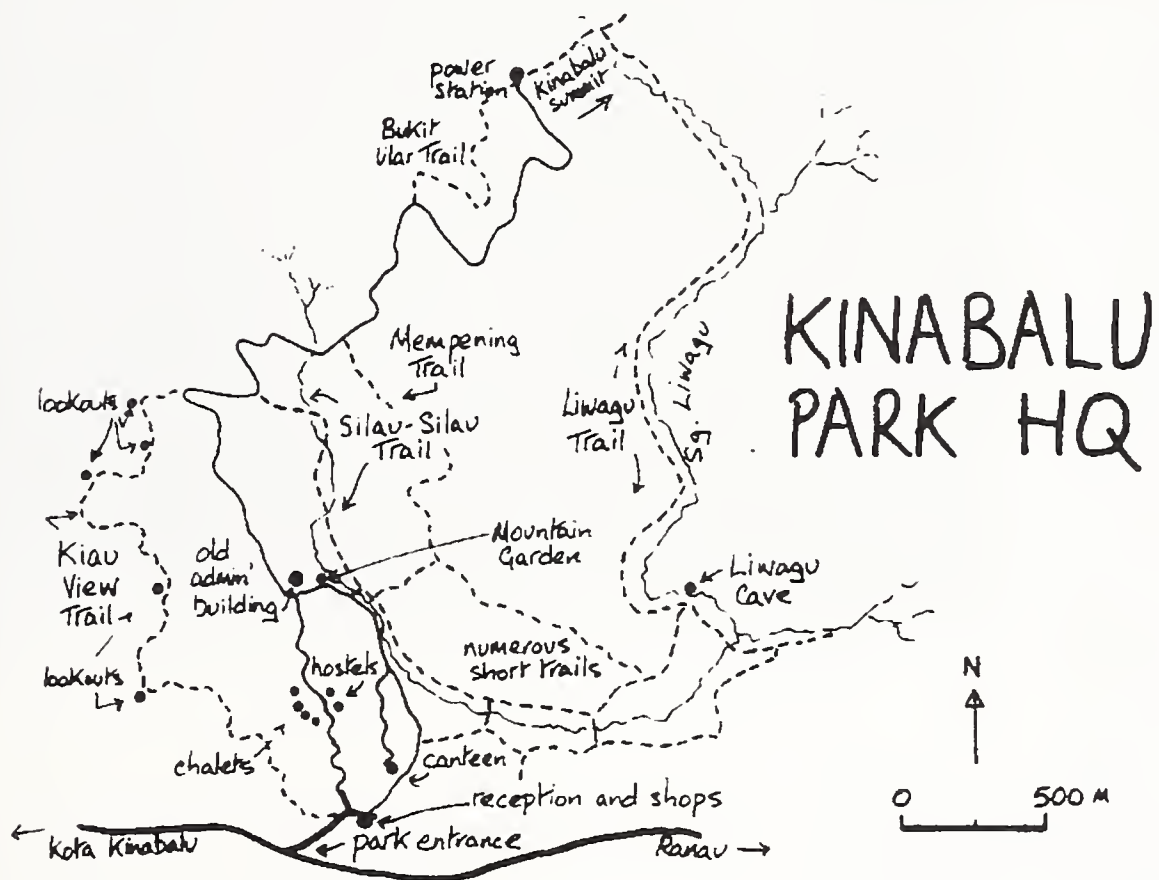 power
station
Kinabalu
summit
Bukit
Ular Trail
KINABALU
PARK HQ
Mempening
Trail
lookouts
Silau-Silau
Trail
Liwagu
Trail
Sg. Liwagu
Kiau
View
Trail
old
admin'
building
Mountain
Garden
Liwagu
Cave
numerous
short trails
hostels
lookouts
chalets
canteen
reception and shops
park entrance
Kota Kinabalu
Ranau
N
0 500 M